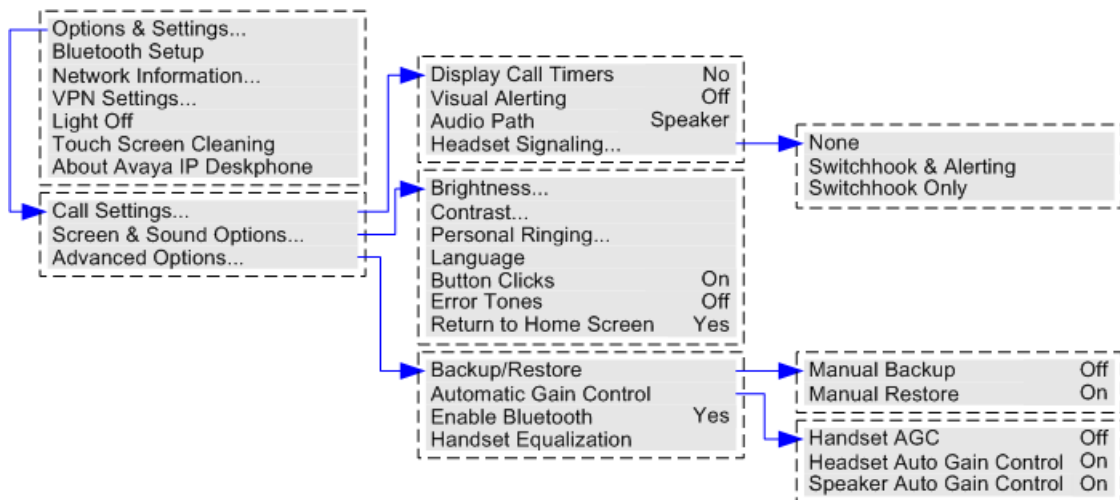 Options & Settings...
Bluetooth Setup
Network Information...
VPN Settings...
Light Off
Touch Screen Cleaning
About Avaya IP Deskphone
Call Settings...
Screen & Sound Options...
Advanced Options...
Display Call Timers No
Visual Alerting Off
Audio Path Speaker
Headset Signaling...
None
Switchhook & Alerting
Switchhook Only
Brightness...
Contrast...
Personal Ringing...
Language
Button Clicks On
Error Tones Off
Return to Home Screen Yes
Backup/Restore
Automatic Gain Control
Enable Bluetooth Yes
Handset Equalization
Manual Backup Off
Manual Restore On
Handset AGC Off
Headset Auto Gain Control On
Speaker Auto Gain Control On